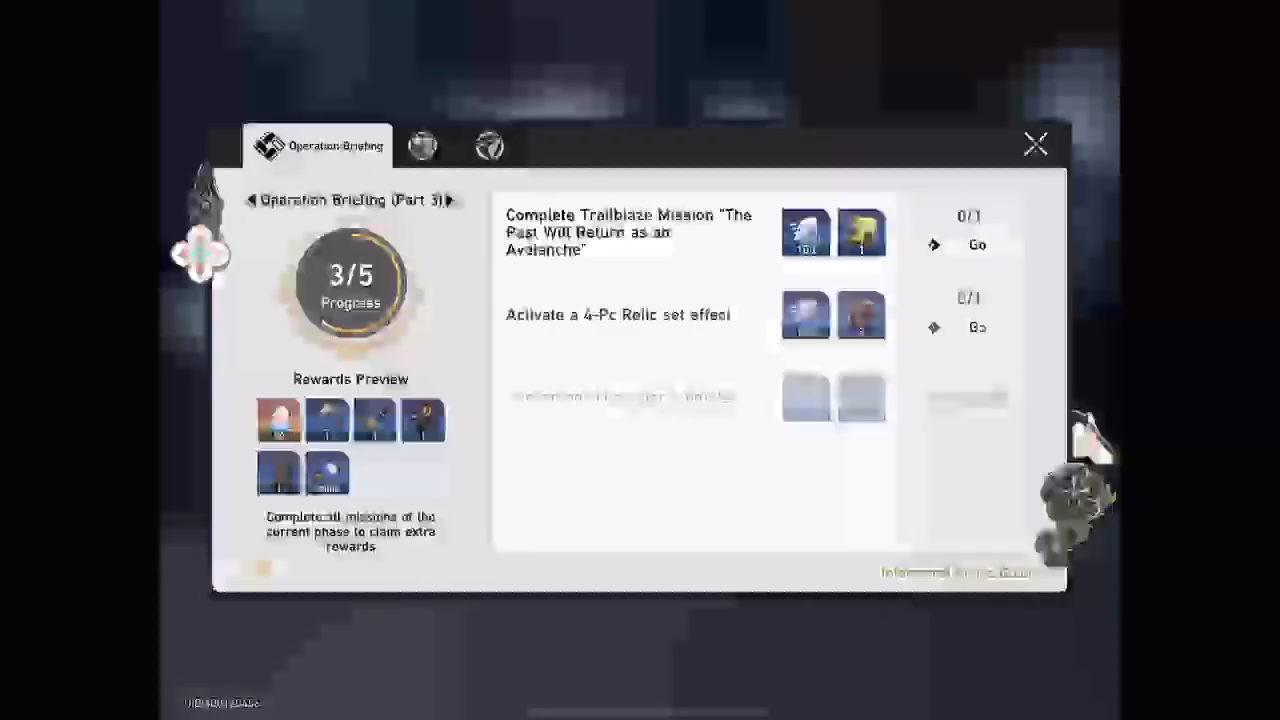 Operation Briefing
Operation Briefing (Part 3)
3/5
Progress
Rewards Preview
Complete all missions of the
current phase to claim extra
rewards
Complete Trailblaze Mission "The
Past Will Return as an
Avalanche"
0/1
Go
Activate a 4-Pc Relic set effect
0/1
Go